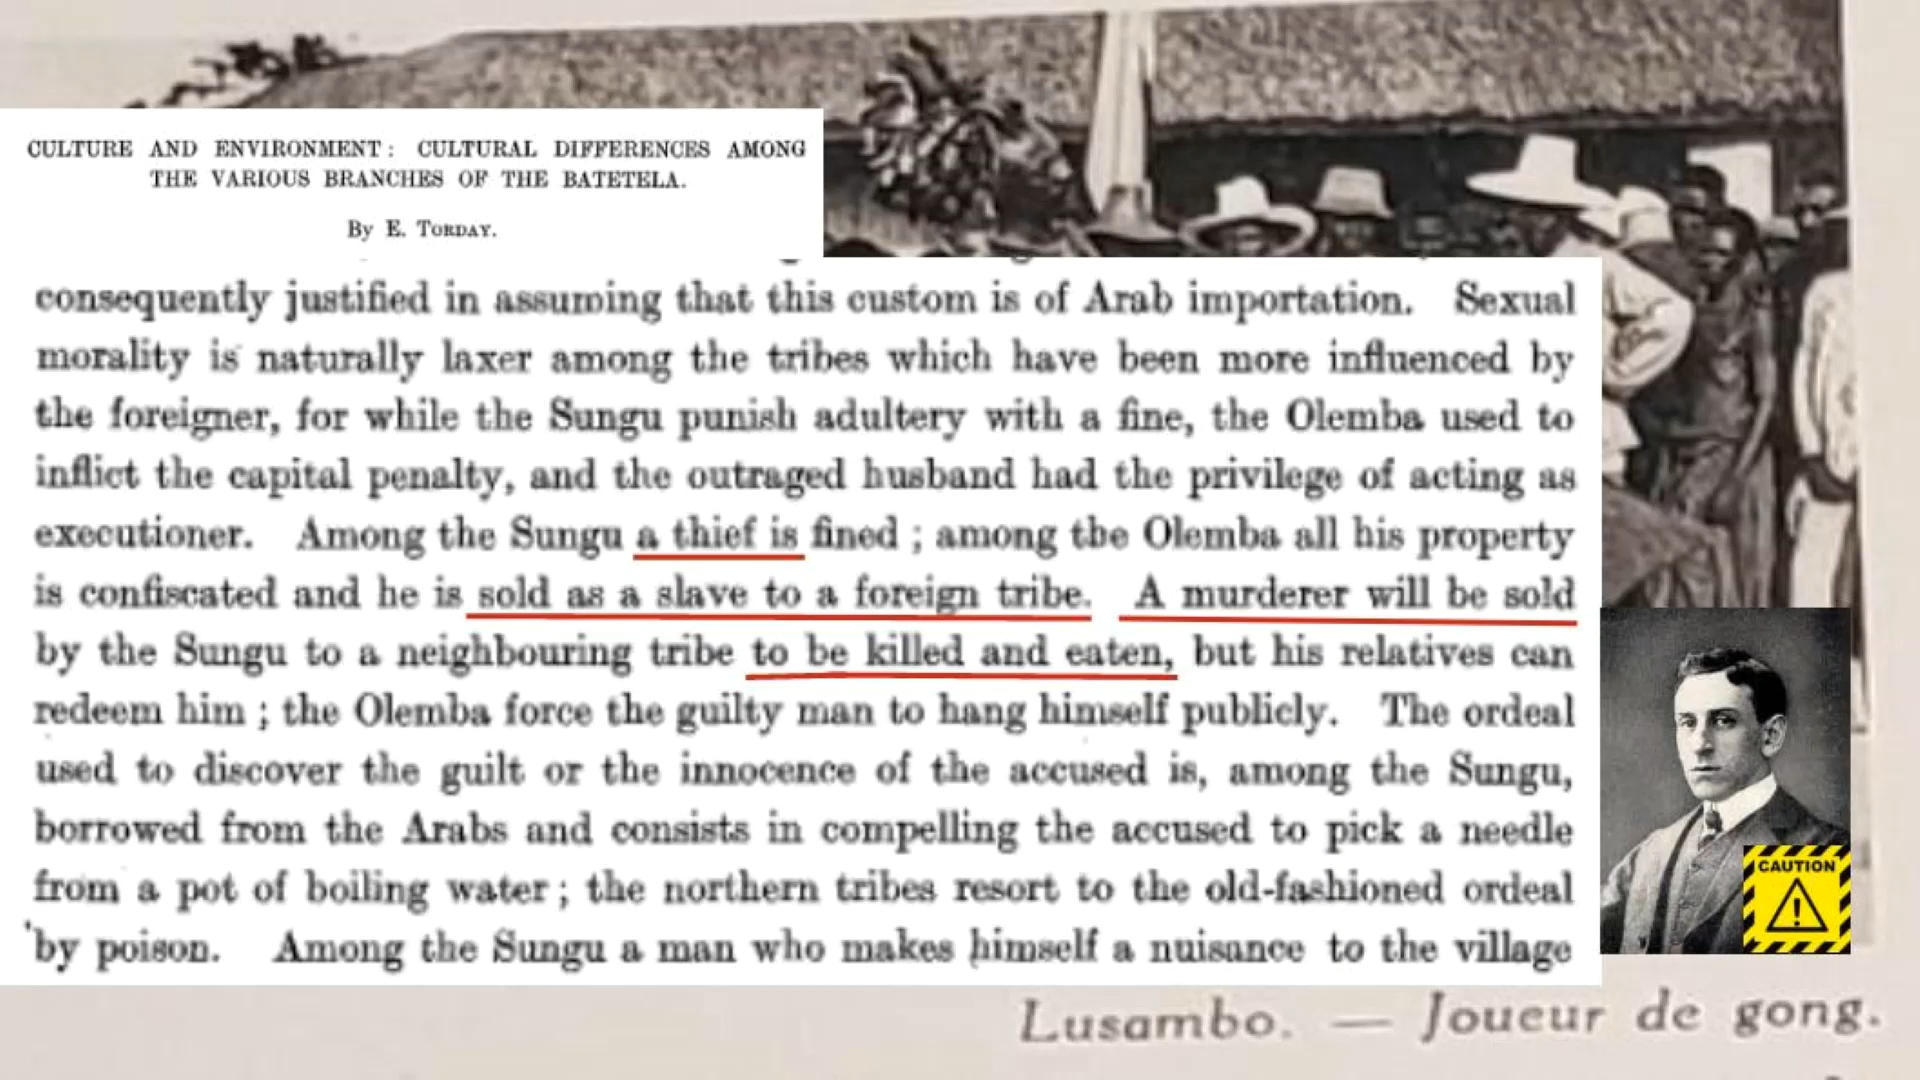 CULTURE AND ENVIRONMENT: CULTURAL DIFFERENCES AMONG
THE VARIOUS BRANCHES OF THE BATETELA.
By E. TORDAY.
consequently justified in assuming that this custom is of Arab importation. Sexual
morality is naturally laxer among the tribes which have been more influenced by
the foreigner, for while the Sungu punish adultery with a fine, the Olemba used to
inflict the capital penalty, and the outraged husband had the privilege of acting as
executioner. Among the Sungu a thief is fined ; among the Olemba all his property
is confiscated and he is sold as a slave to a foreign tribe. A murderer will be sold
by the Sungu to a neighbouring tribe to be killed and eaten, but his relatives can
redeem him ; the Olemba force the guilty man to hang himself publicly. The ordeal
used to discover the guilt or the innocence of the accused is, among the Sungu,
borrowed from the Arabs and consists in compelling the accused to pick a needle
from a pot of boiling water ; the northern tribes resort to the old-fashioned ordeal
by poison. Among the Sungu a man who makes himself a nuisance to the village
CAUTION
!
Lusambo. — Joueur de gong.